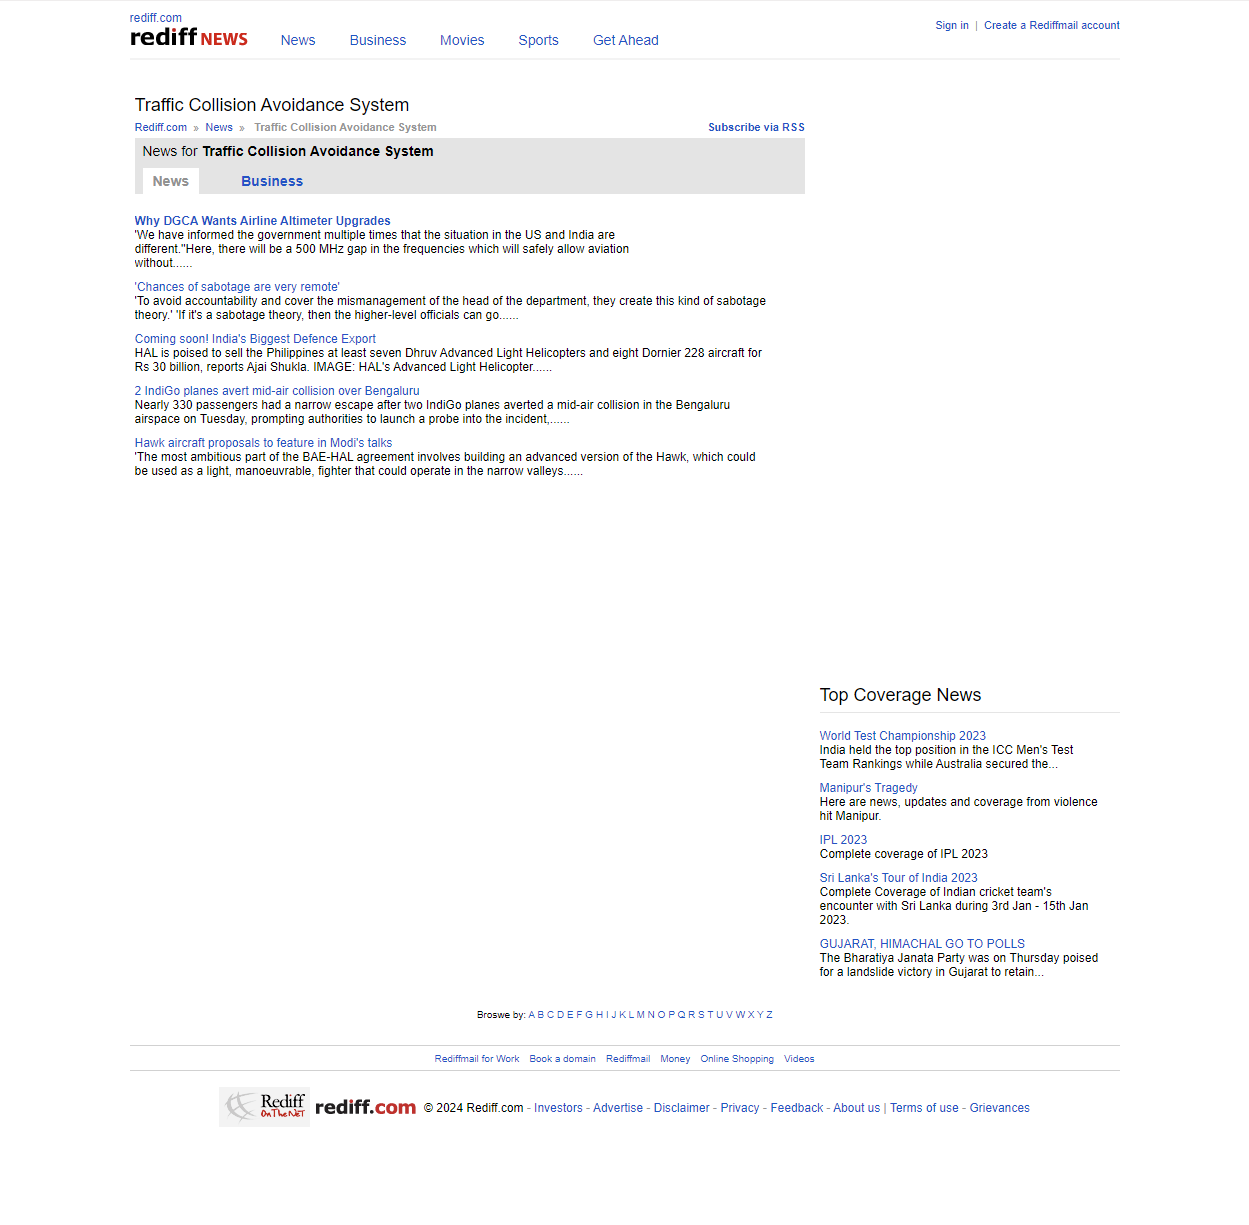 rediff.com
rediff NEWS
News Business Movies Sports Get Ahead
Sign in | Create a Rediffmail account
Traffic Collision Avoidance System
Rediff.com » News » Traffic Collision Avoidance System
Subscribe via RSS
News for Traffic Collision Avoidance System
News Business
Why DGCA Wants Airline Altimeter Upgrades
'We have informed the government multiple times that the situation in the US and India are
different.''Here, there will be a 500 MHz gap in the frequencies which will safely allow aviation
without......
'Chances of sabotage are very remote'
'To avoid accountability and cover the mismanagement of the head of the department, they create this kind of sabotage
theory.' 'If it's a sabotage theory, then the higher-level officials can go......
Coming soon! India's Biggest Defence Export
HAL is poised to sell the Philippines at least seven Dhruv Advanced Light Helicopters and eight Dornier 228 aircraft for
Rs 30 billion, reports Ajai Shukla. IMAGE: HAL's Advanced Light Helicopter......
2 IndiGo planes avert mid-air collision over Bengaluru
Nearly 330 passengers had a narrow escape after two IndiGo planes averted a mid-air collision in the Bengaluru
airspace on Tuesday, prompting authorities to launch a probe into the incident,......
Hawk aircraft proposals to feature in Modi's talks
'The most ambitious part of the BAE-HAL agreement involves building an advanced version of the Hawk, which could
be used as a light, manoeuvrable, fighter that could operate in the narrow valleys......
Top Coverage News
World Test Championship 2023
India held the top position in the ICC Men's Test
Team Rankings while Australia secured the...
Manipur's Tragedy
Here are news, updates and coverage from violence
hit Manipur.
IPL 2023
Complete coverage of IPL 2023
Sri Lanka's Tour of India 2023
Complete Coverage of Indian cricket team's
encounter with Sri Lanka during 3rd Jan - 15th Jan
2023.
GUJARAT, HIMACHAL GO TO POLLS
The Bharatiya Janata Party was on Thursday poised
for a landslide victory in Gujarat to retain...
Broswe by: A B C D E F G H I J K L M N O P Q R S T U V W X Y Z
Rediffmail for Work Book a domain Rediffmail Money Online Shopping Videos
Rediff On The NeT rediff.com © 2024 Rediff.com - Investors - Advertise - Disclaimer - Privacy - Feedback - About us | Terms of use - Grievances